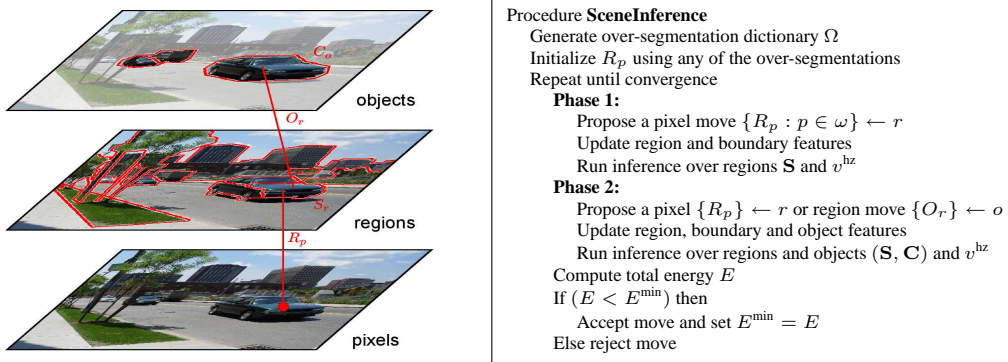 C_o
objects
O_r
S_r
regions
R_p
pixels
Procedure SceneInference
Generate over-segmentation dictionary Ω
Initialize R_p using any of the over-segmentations
Repeat until convergence
Phase 1:
Propose a pixel move {R_p : p ∈ ω} ← r
Update region and boundary features
Run inference over regions S and v^hz
Phase 2:
Propose a pixel {R_p} ← r or region move {O_r} ← o
Update region, boundary and object features
Run inference over regions and objects (S, C) and v^hz
Compute total energy E
If (E < E^min) then
Accept move and set E^min = E
Else reject move